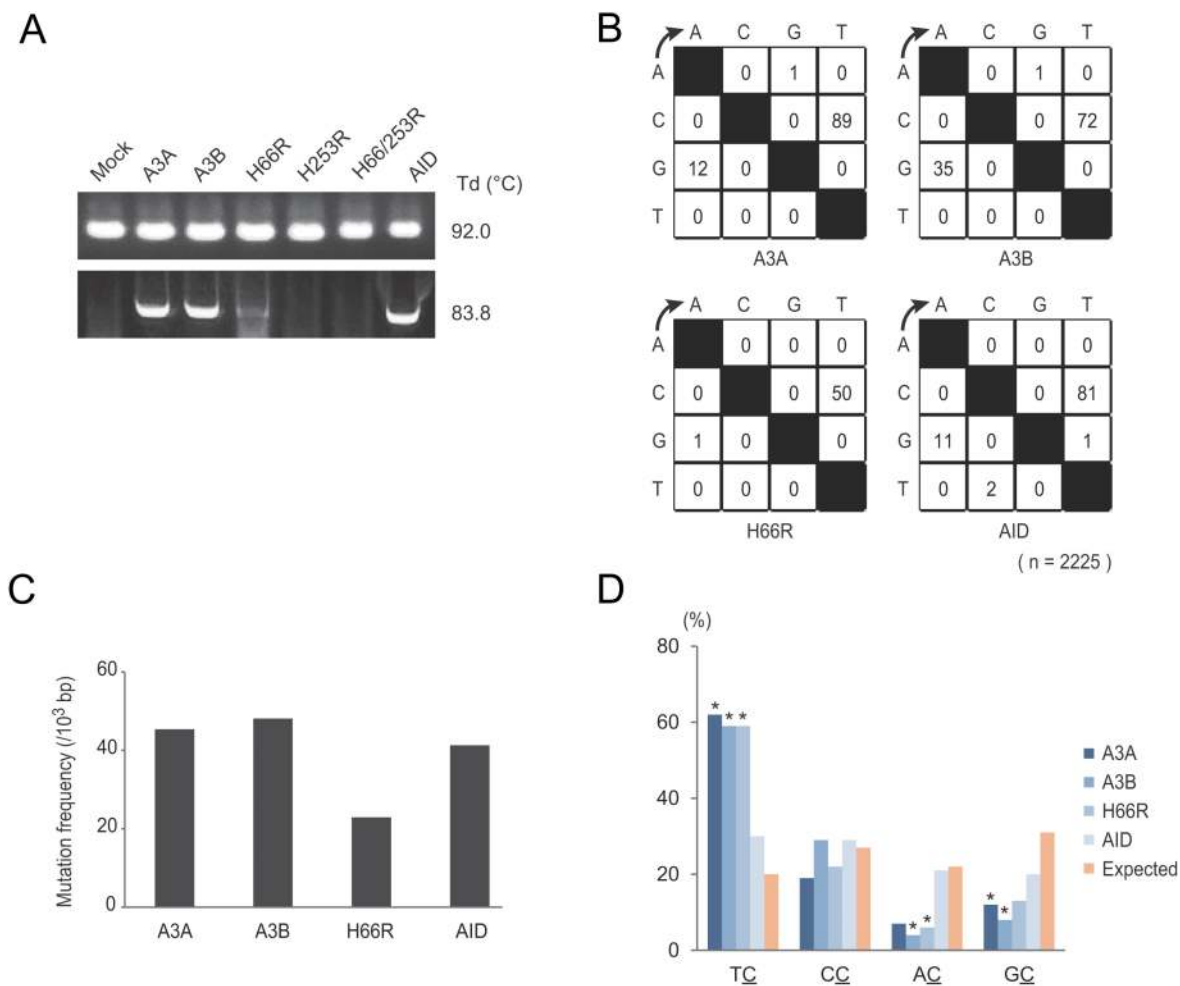 A
Mock A3A A3B H66R H253R H66/253R AID Td (°C)
92.0
83.8
B
A C G T
A 0 1 0
C 0 0 89
G 12 0 0
T 0 0 0
A3A
A C G T
A 0 1 0
C 0 0 72
G 35 0 0
T 0 0 0
A3B
A C G T
A 0 0 0
C 0 0 50
G 1 0 0
T 0 0 0
H66R
A C G T
A 0 0 0
C 0 0 81
G 11 0 1
T 0 2 0
AID
( n = 2225 )
C
Mutation frequency (/10³ bp)
60
40
20
0
A3A A3B H66R AID
D
(%)
80
60
40
20
0
* * *
* *
* *
TC CC AC GC
A3A
A3B
H66R
AID
Expected